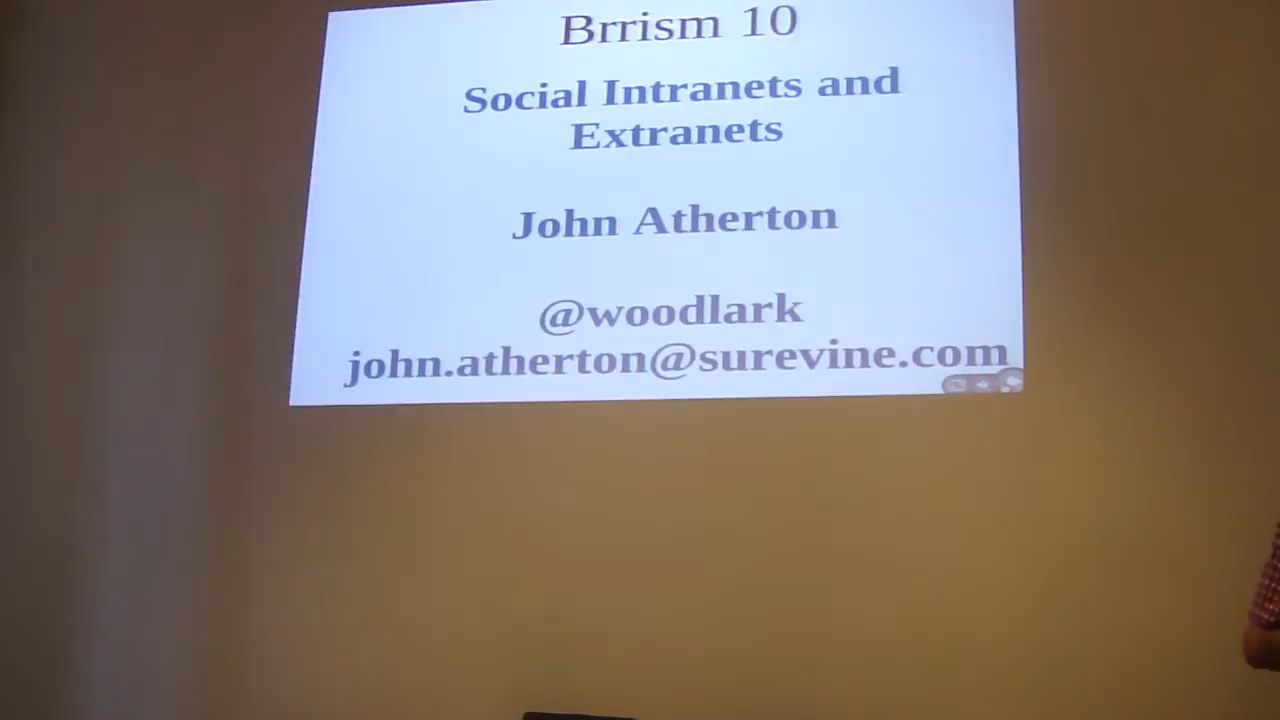 Brrism 10
Social Intranets and
Extranets
John Atherton
@woodlark
john.atherton@surevine.com